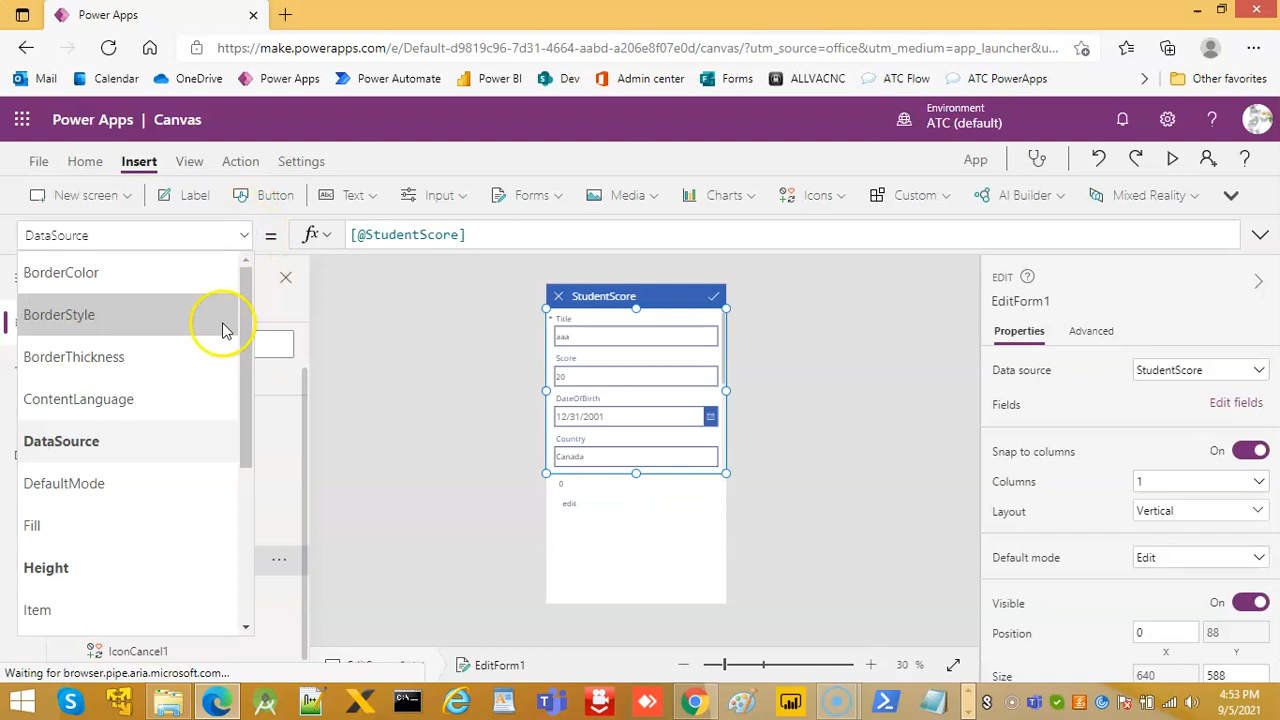 Power Apps
https://make.powerapps.com/e/Default-d9819c96-7d31-4464-aabd-a206e8f07e0d/canvas/?utm_source=office&utm_medium=app_launcher&u...
Mail
Calendar
OneDrive
Power Apps
Power Automate
Power BI
Dev
Admin center
Forms
ALLVACNC
ATC Flow
ATC PowerApps
Other favorites
Power Apps | Canvas
Environment
ATC (default)
File
Home
Insert
View
Action
Settings
App
New screen
Label
Button
Text
Input
Forms
Media
Charts
Icons
Custom
AI Builder
Mixed Reality
DataSource
=
fx
[@StudentScore]
BorderColor
BorderStyle
BorderThickness
ContentLanguage
DataSource
DefaultMode
Fill
Height
Item
IconCancel1
StudentScore
* Title
aaa
Score
20
DateOfBirth
12/31/2001
Country
Canada
0
edit
EDIT
EditForm1
Properties
Advanced
Data source
StudentScore
Fields
Edit fields
Snap to columns
On
Columns
1
Layout
Vertical
Default mode
Edit
Visible
On
Position
0
88
X
Y
Size
640
588
Waiting for browser.pipe.aria.microsoft.com...
EditForm1
30 %
4:53 PM
9/5/2021